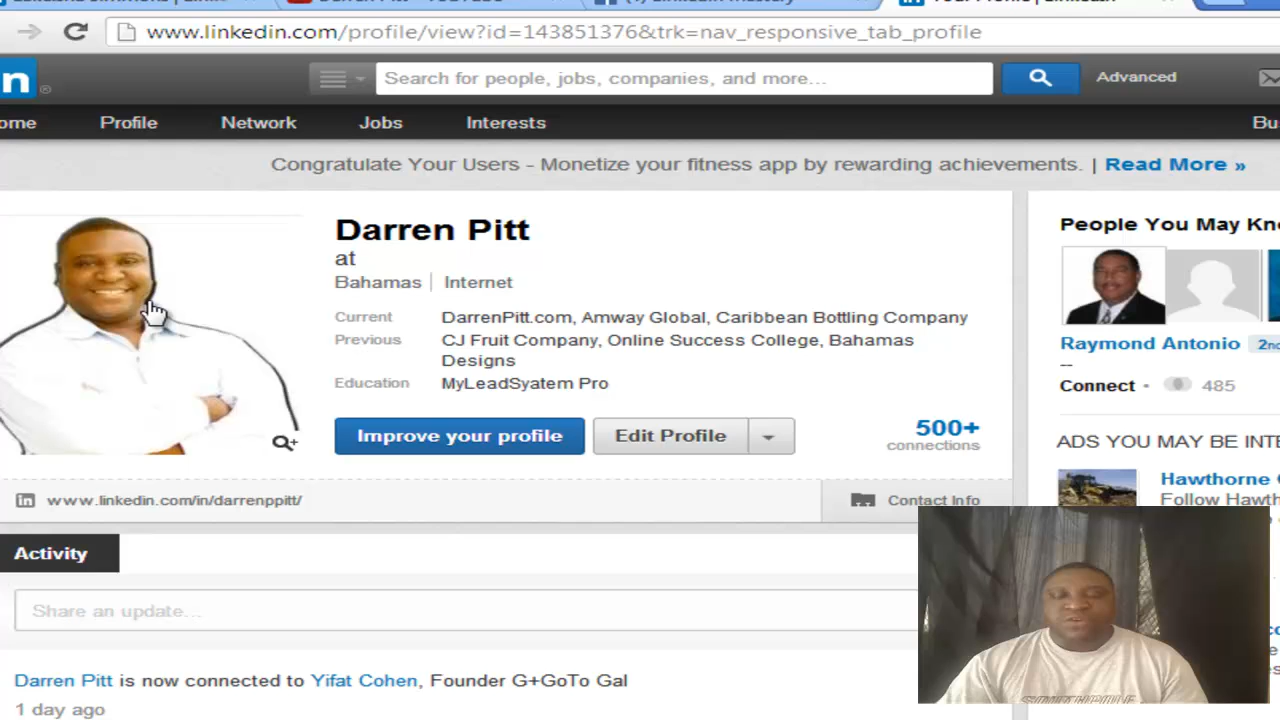 www.linkedin.com/profile/view?id=143851376&trk=nav_responsive_tab_profile
in
Search for people, jobs, companies, and more...
Advanced
Profile
Network
Jobs
Interests
Congratulate Your Users - Monetize your fitness app by rewarding achievements. | Read More »
Darren Pitt
at
Bahamas
Internet
Current
DarrenPitt.com, Amway Global, Caribbean Bottling Company
Previous
CJ Fruit Company, Online Success College, Bahamas
Designs
Education
MyLeadSyatem Pro
Improve your profile
Edit Profile
500+
connections
www.linkedin.com/in/darrenppitt/
Contact Info
People You May Kn
Raymond Antonio
--
Connect • 485
ADS YOU MAY BE INTE
Hawthorne
Follow Hawth
Activity
Share an update...
Darren Pitt is now connected to Yifat Cohen, Founder G+GoTo Gal
1 day ago